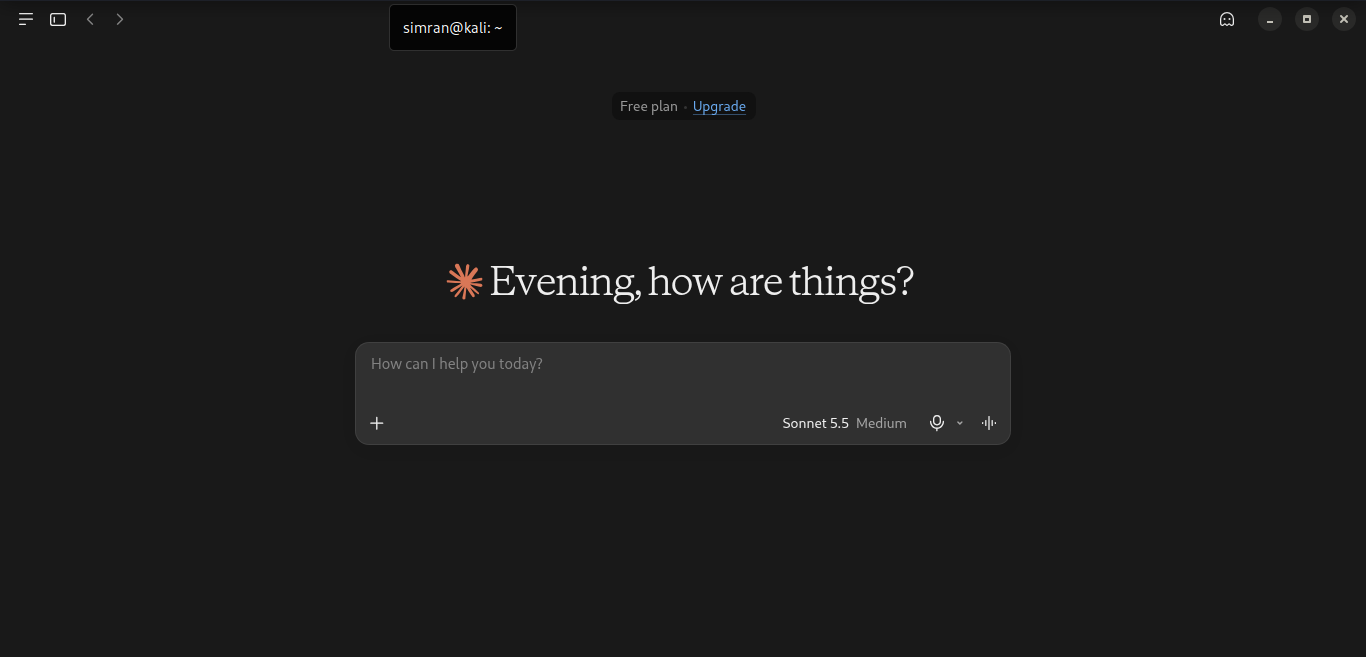 simran@kali: ~
Free plan · Upgrade
Evening, how are things?
How can I help you today?
Sonnet 5.5 Medium